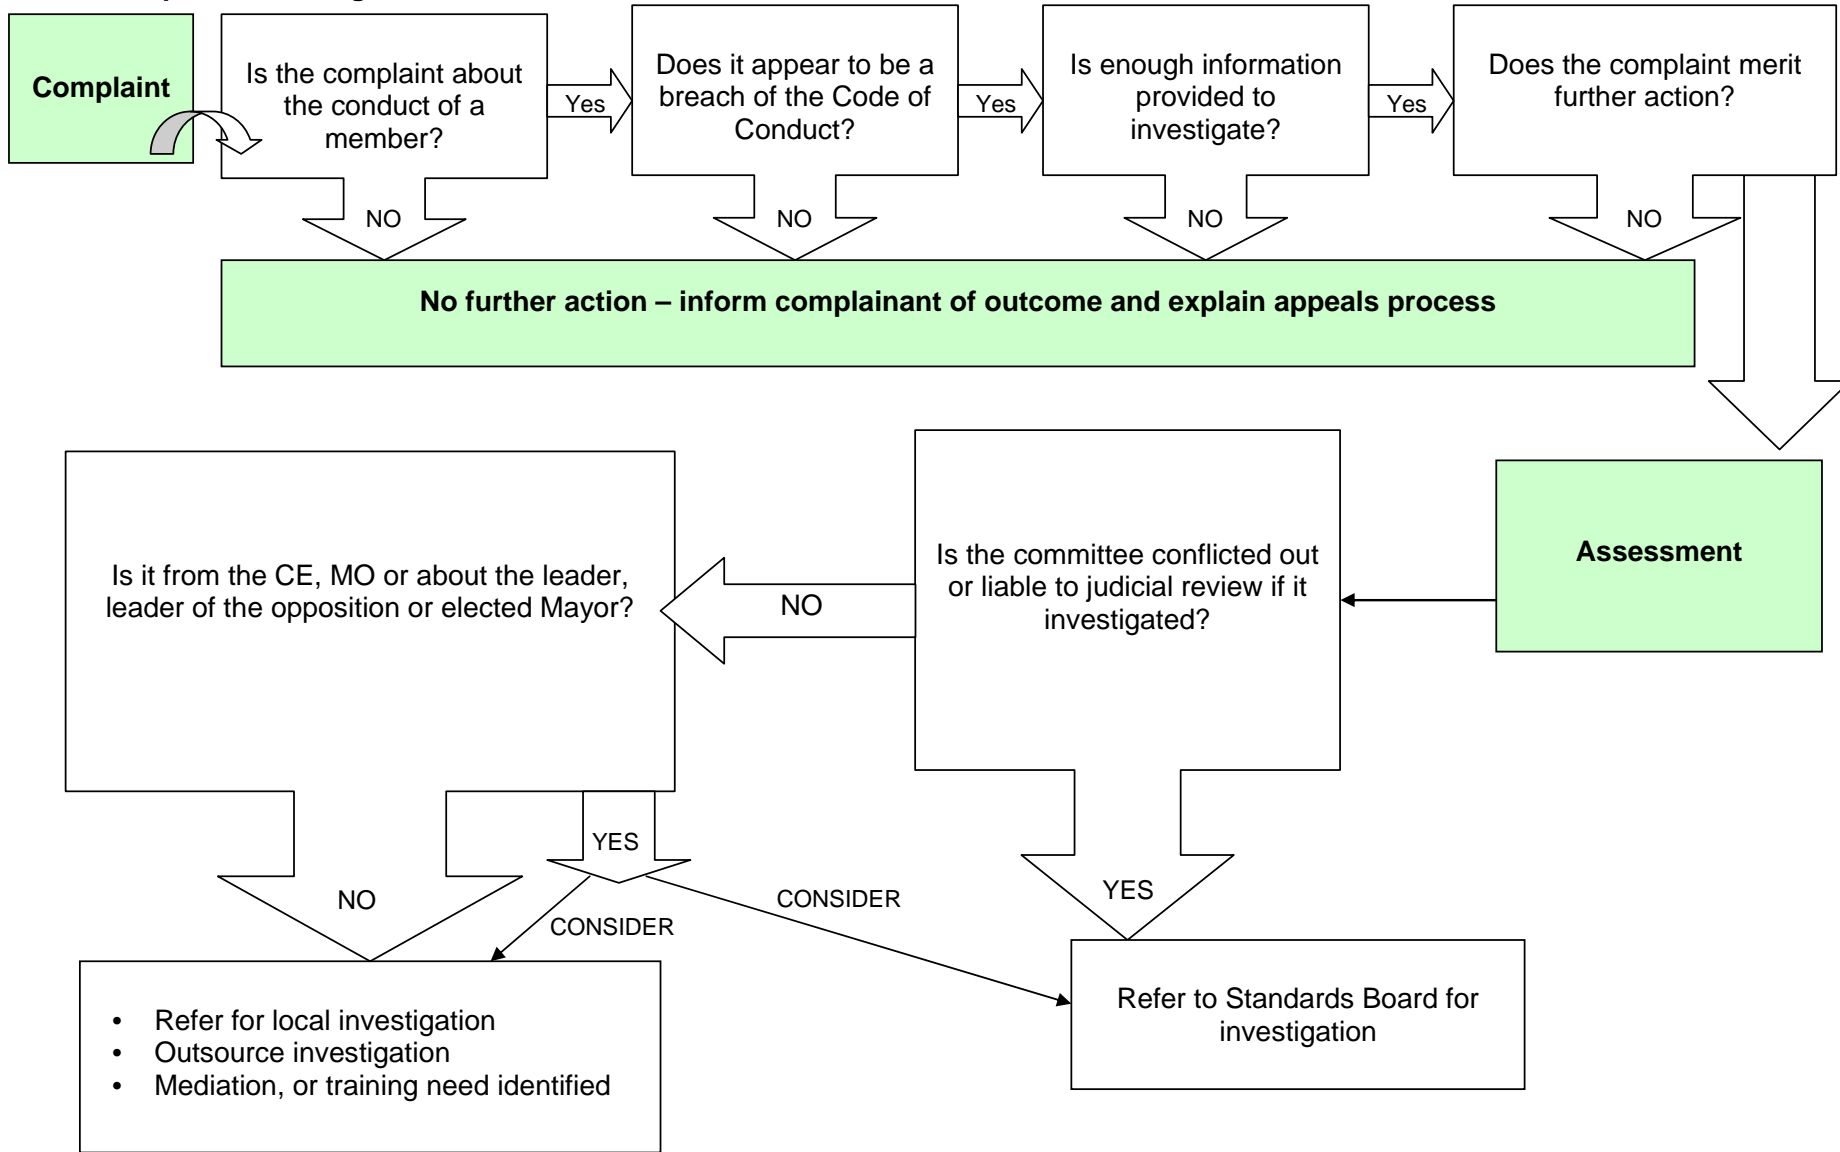 Complaint
Is the complaint about
the conduct of a
member?
Yes
Does it appear to be a
breach of the Code of
Conduct?
Yes
Is enough information
provided to
investigate?
Yes
Does the complaint merit
further action?
NO
NO
NO
NO
No further action – inform complainant of outcome and explain appeals process
Assessment
Is the committee conflicted out
or liable to judicial review if it
investigated?
NO
Is it from the CE, MO or about the leader,
leader of the opposition or elected Mayor?
YES
NO
CONSIDER
CONSIDER
YES
• Refer for local investigation
• Outsource investigation
• Mediation, or training need identified
Refer to Standards Board for
investigation